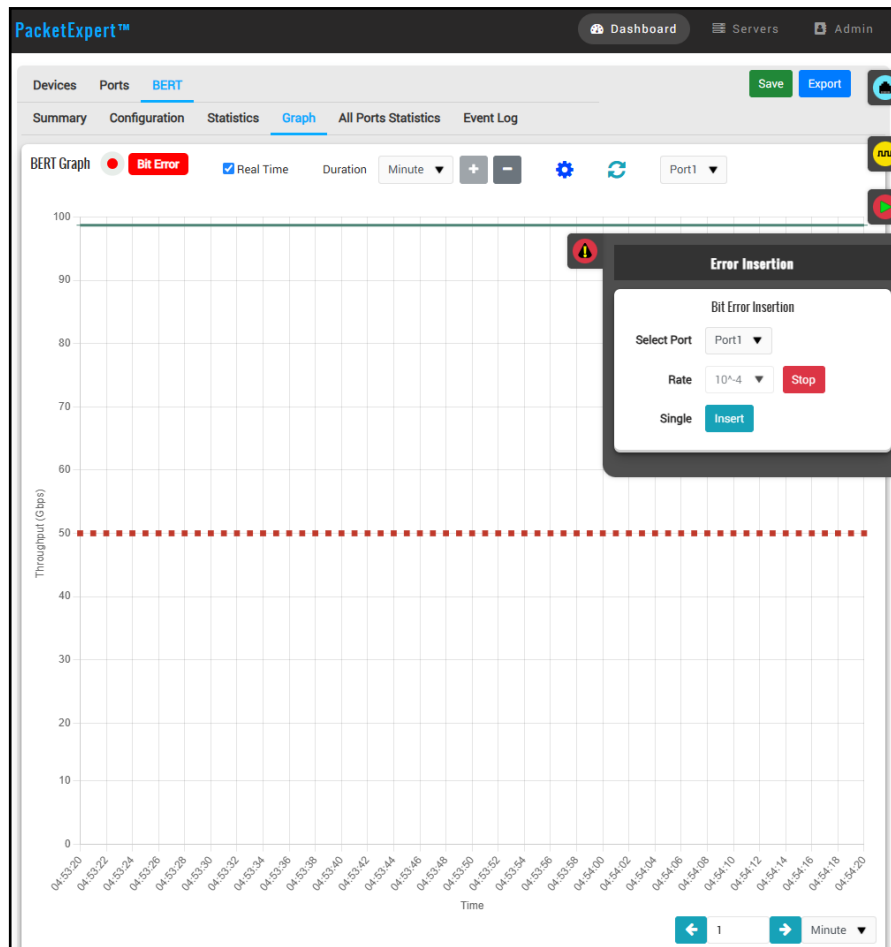 PacketExpert™ Dashboard Servers Admin
Devices Ports BERT Save Export
Summary Configuration Statistics Graph All Ports Statistics Event Log
BERT Graph Bit Error Real Time Duration Minute + − Port1
Error Insertion
Bit Error Insertion
Select Port Port1
Rate 10^-4 Stop
Single Insert
Throughput (Gbps)
100
90
80
70
60
50
40
30
20
10
0
04:53:20 04:53:22 04:53:24 04:53:26 04:53:28 04:53:30 04:53:32 04:53:34 04:53:36 04:53:38 04:53:40 04:53:42 04:53:44 04:53:46 04:53:48 04:53:50 04:53:52 04:53:54 04:53:56 04:53:58 04:54:00 04:54:02 04:54:04 04:54:06 04:54:08 04:54:10 04:54:12 04:54:14 04:54:16 04:54:18 04:54:20
Time
1 Minute